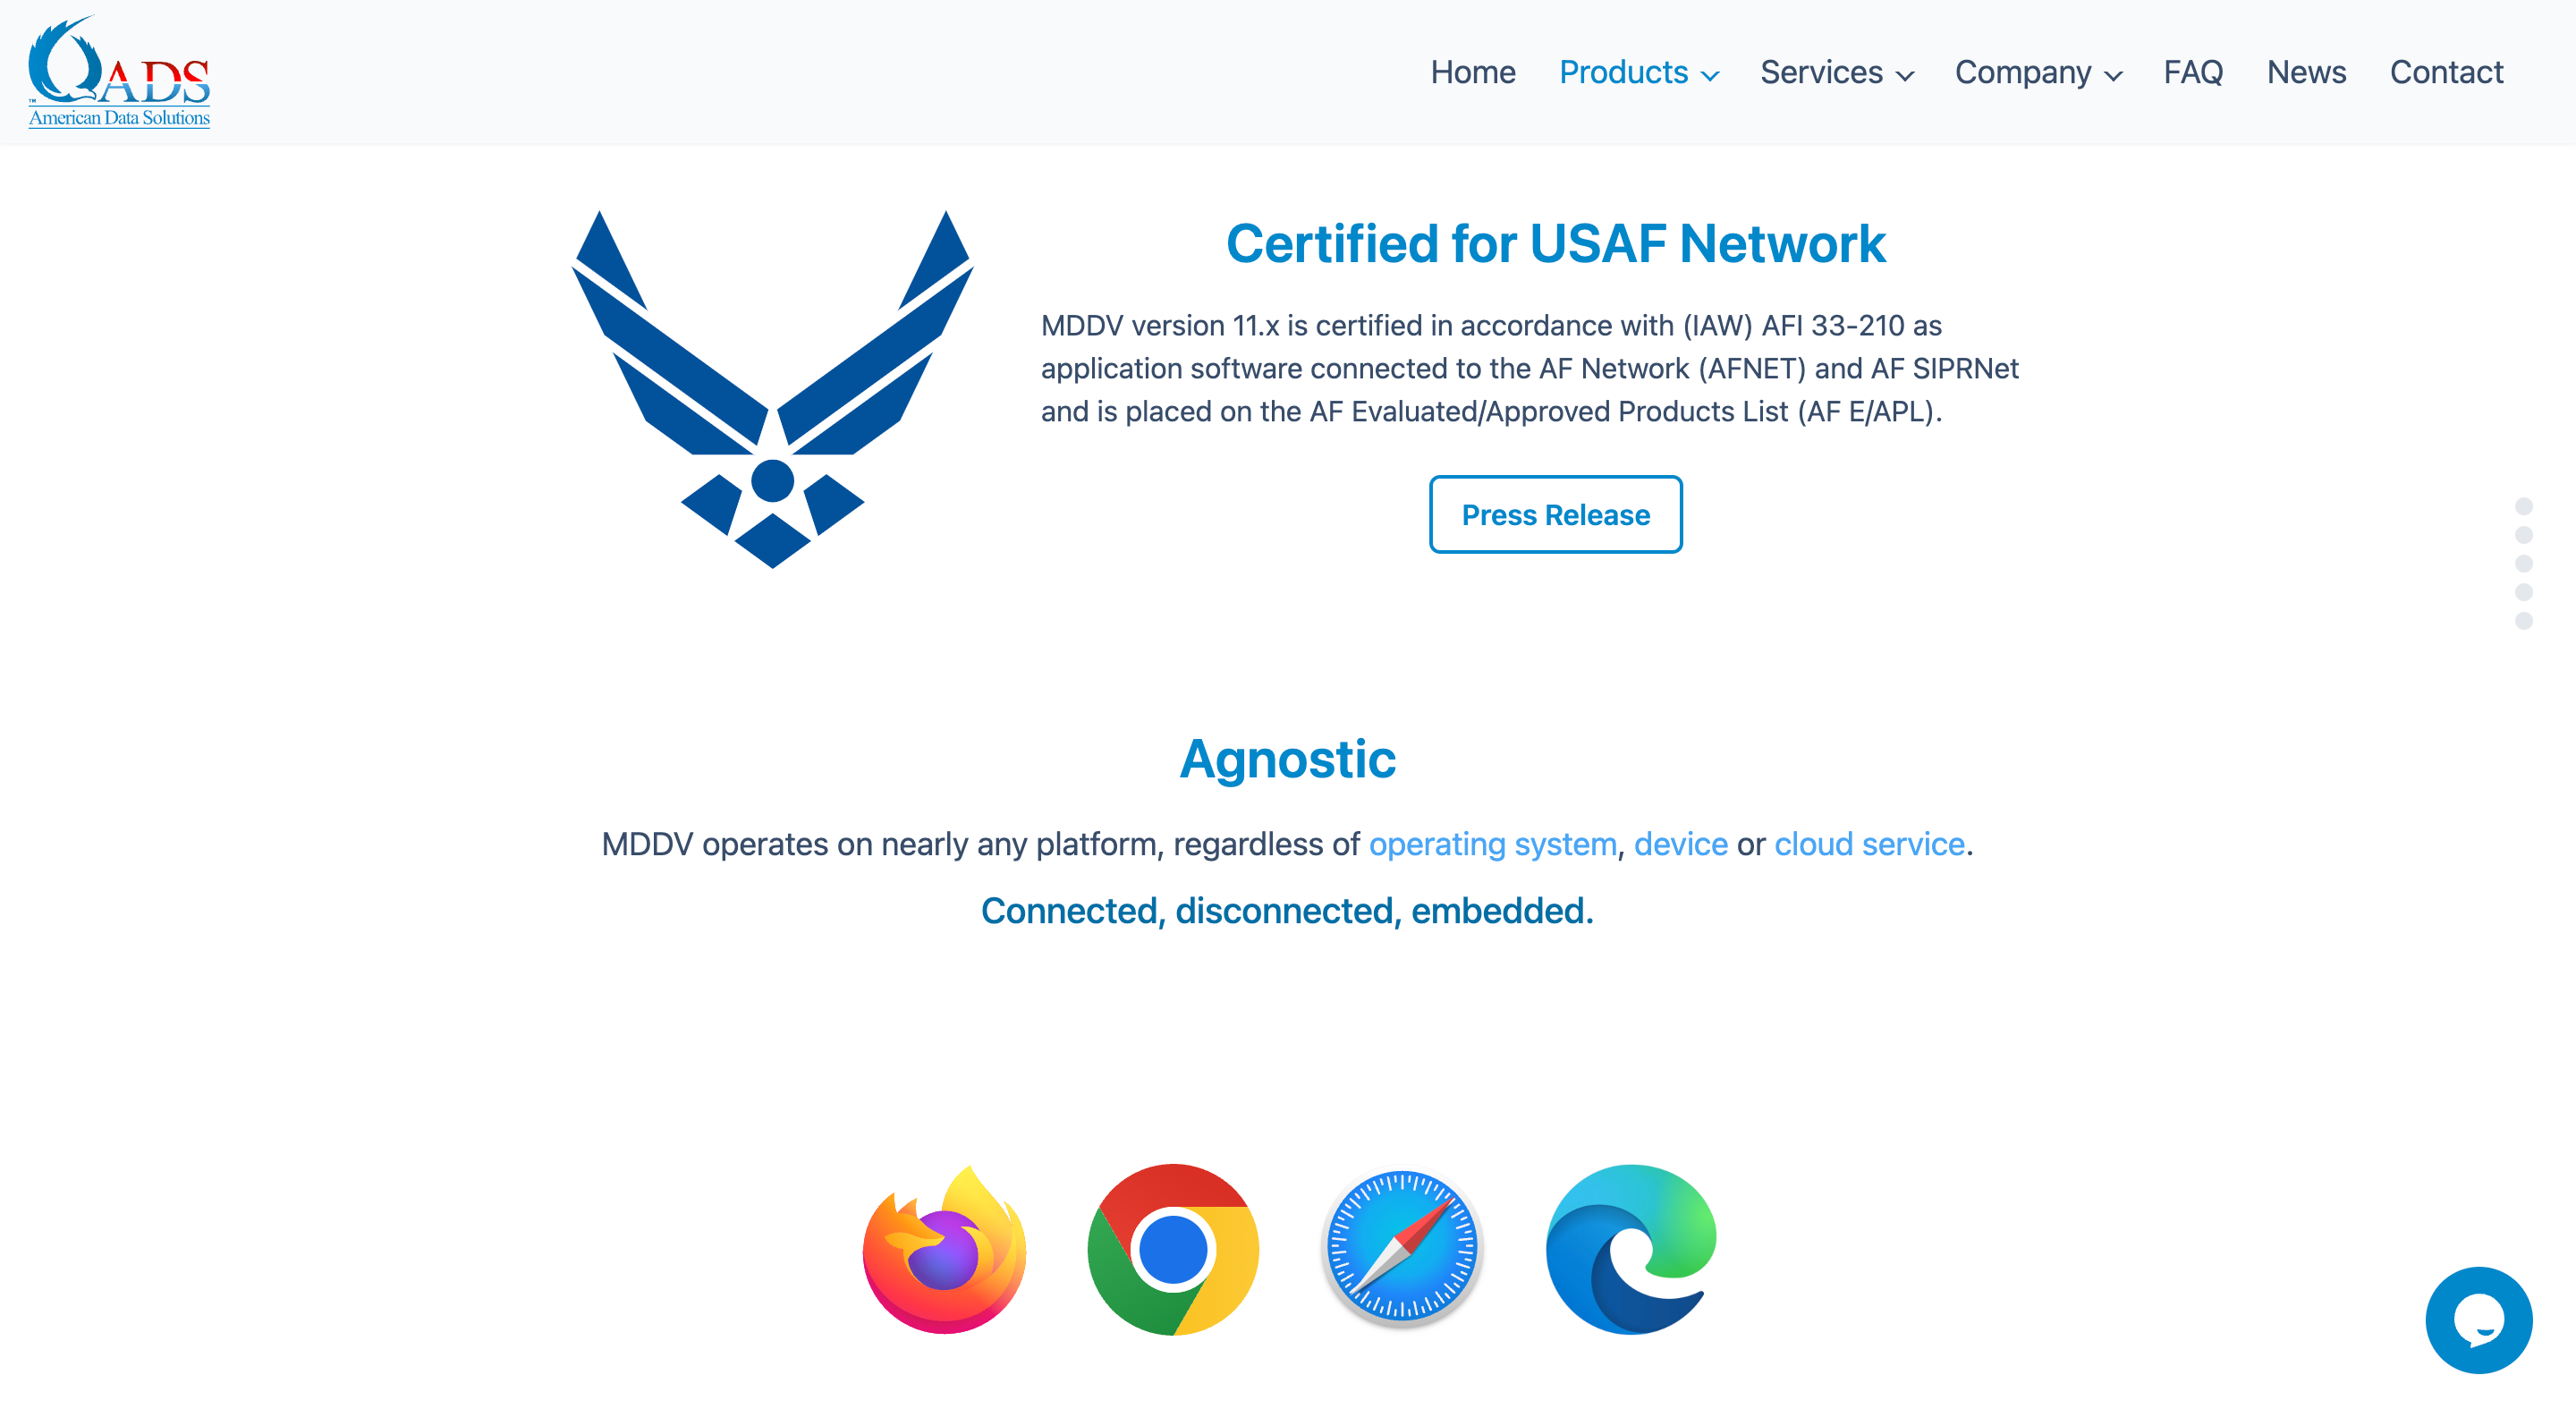 QADS
™
American Data Solutions
Home Products Services Company FAQ News Contact
Certified for USAF Network
MDDV version 11.x is certified in accordance with (IAW) AFI 33-210 as
application software connected to the AF Network (AFNET) and AF SIPRNet
and is placed on the AF Evaluated/Approved Products List (AF E/APL).
Press Release
Agnostic
MDDV operates on nearly any platform, regardless of operating system, device or cloud service.
Connected, disconnected, embedded.